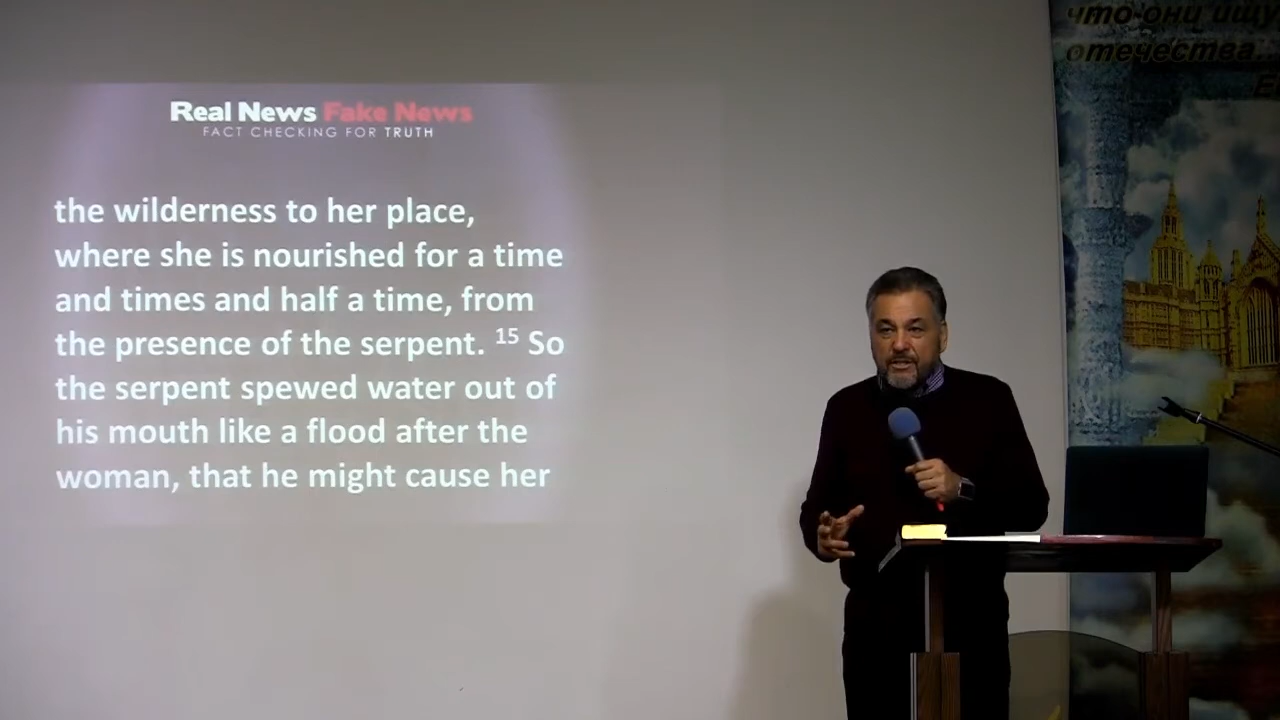 Real News Fake News
FACT CHECKING FOR TRUTH
the wilderness to her place,
where she is nourished for a time
and times and half a time, from
the presence of the serpent. 15 So
the serpent spewed water out of
his mouth like a flood after the
woman, that he might cause her
что они ищу
отечества...
Е